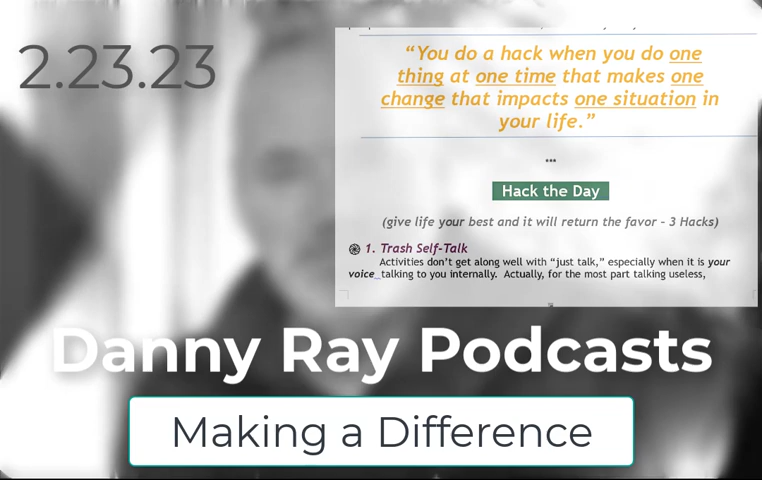 2.23.23
“You do a hack when you do one
thing at one time that makes one
change that impacts one situation in
your life.”
...
Hack the Day
(give life your best and it will return the favor - 3 Hacks)
1. Trash Self-Talk
Activities don’t get along well with “just talk,” especially when it is your
voice talking to you internally. Actually, for the most part talking useless,
Danny Ray Podcasts
Making a Difference